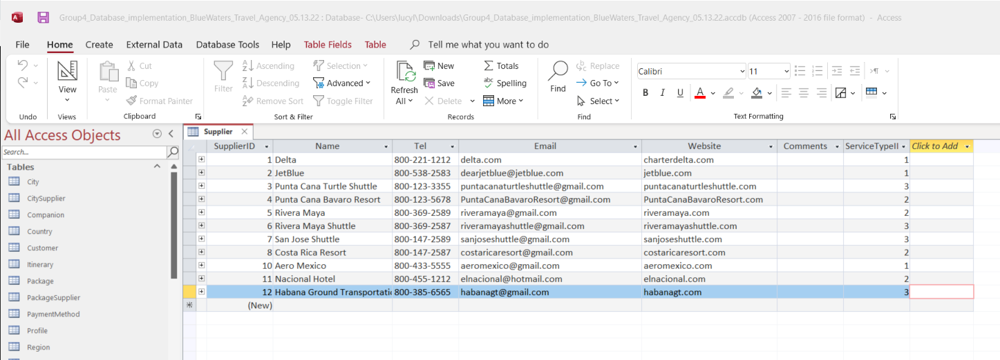 Group4_Database_implementation_BlueWaters_Travel_Agency_05.13.22 : Database- C:\Users\lucyl\Downloads\Group4_Database_implementation_BlueWaters_Travel_Agency_05.13.22.accdb (Access 2007 - 2016 file format) - Access
File Home Create External Data Database Tools Help Table Fields Table Tell me what you want to do
View
Paste
Cut
Copy
Format Painter
Filter
Ascending
Descending
Remove Sort
Selection
Advanced
Toggle Filter
Refresh
All
New
Save
Delete
Totals
Spelling
More
Find
Replace
Go To
Select
Calibri 11
B I U A
Undo Views Clipboard Sort & Filter Records Find Text Formatting
All Access Objects
Search...
Tables
City
CitySupplier
Companion
Country
Customer
Itinerary
Package
PackageSupplier
PaymentMethod
Profile
Region
Supplier
SupplierID Name Tel Email Website Comments ServiceTypeII Click to Add
1 Delta 800-221-1212 delta.com charterdelta.com 1
2 JetBlue 800-538-2583 dearjetblue@jetblue.com jetblue.com 1
3 Punta Cana Turtle Shuttle 800-123-3355 puntacanaturtleshuttle@gmail.com puntacanaturtleshuttle.com 3
4 Punta Cana Bavaro Resort 800-123-5678 PuntaCanaBavaroResort@gmail.com PuntaCanaBavaroResort.com 2
5 Rivera Maya 800-369-2589 riveramaya@gmail.com riveramaya.com 2
6 Rivera Maya Shuttle 800-369-2587 riveramayashuttle@gmail.com riveramayashuttle.com 3
7 San Jose Shuttle 800-147-2589 sanjoseshuttle@gmail.com sanjoseshuttle.com 3
8 Costa Rica Resort 800-147-2587 costaricaresort@gmail.com costaricaresort.com 2
10 Aero Mexico 800-433-5555 aeromexico@gmail.com aeromexico.com 1
11 Nacional Hotel 800-455-1212 elnacional@hotmail.com elnacional.com 2
12 Habana Ground Transportati 800-385-6565 habanagt@gmail.com habanagt.com 3
(New)